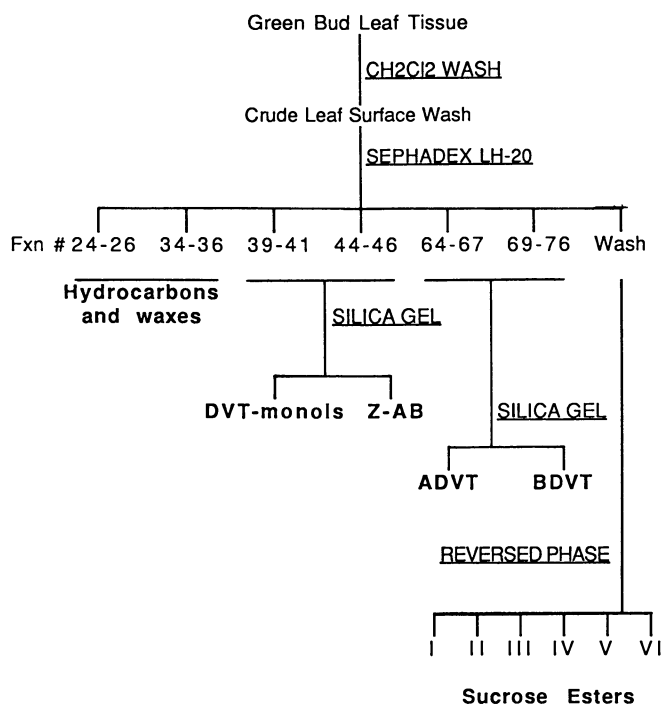 Green Bud Leaf Tissue
CH2Cl2 WASH
Crude Leaf Surface Wash
SEPHADEX LH-20
Fxn # 24-26 34-36 39-41 44-46 64-67 69-76 Wash
Hydrocarbons
and waxes
SILICA GEL
DVT-monols Z-AB
SILICA GEL
ADVT BDVT
REVERSED PHASE
I II III IV V VI
Sucrose Esters